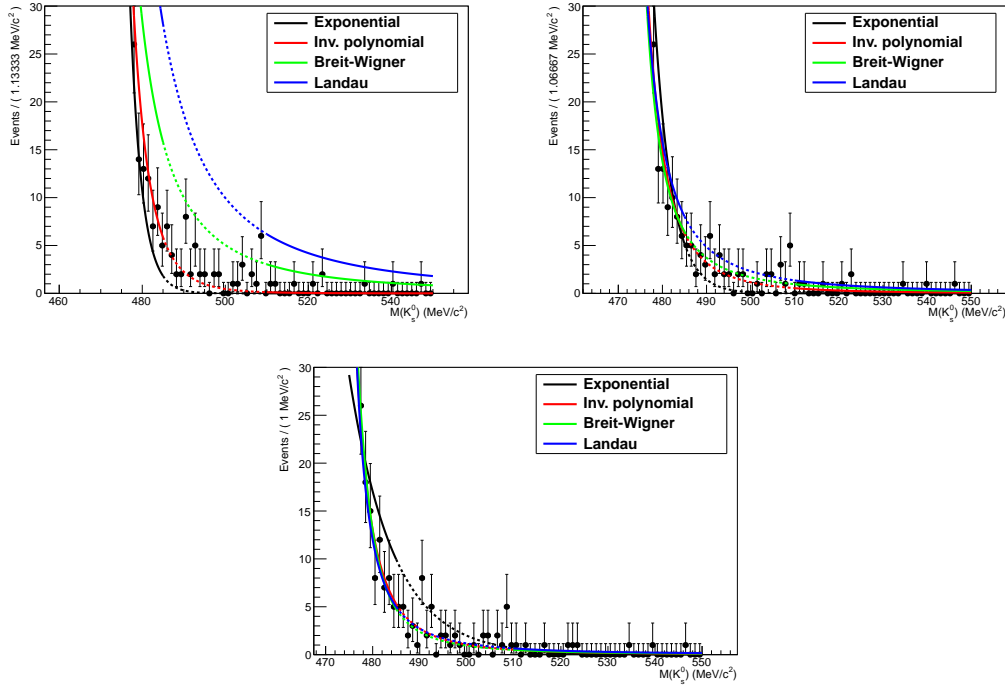 Events / ( 1.13333 MeV/c²  )
30
25
20
15
10
5
0
460 480 500 520 540
M(K⁰ₛ) (MeV/c²)
Exponential
Inv. polynomial
Breit-Wigner
Landau
Events / ( 1.06667 MeV/c²  )
30
25
20
15
10
5
0
470 480 490 500 510 520 530 540 550
M(K⁰ₛ) (MeV/c²)
Exponential
Inv. polynomial
Breit-Wigner
Landau
Events / ( 1 MeV/c²  )
30
25
20
15
10
5
0
470 480 490 500 510 520 530 540 550
M(K⁰ₛ) (MeV/c²)
Exponential
Inv. polynomial
Breit-Wigner
Landau